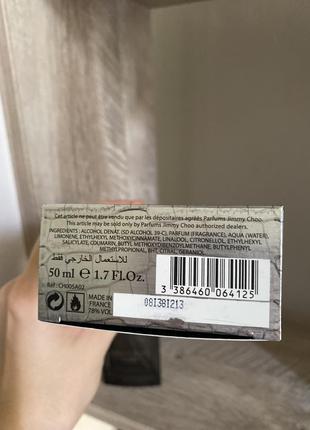 Cet article ne peut être vendu que par les dépositaires agréés Parfums Jimmy Choo.
This article may be sold only by Parfums Jimmy Choo authorized dealers.
INGREDIENTS : ALCOHOL DENAT. (SD ALCOHOL 39-C), PARFUM (FRAGRANCE), AQUA (WATER),
LIMONENE, ETHYLHEXYL METHOXYCINNAMATE, LINALOOL, CITRONELLOL, ETHYLHEXYL
SALICYLATE, COUMARIN, BUTYL METHOXYDIBENZOYLMETHANE, BUTYLPHENYL
METHYLPROPIONAL, BHT, CITRAL, GERANIOL.
للاستعمال الخارجي فقط
50 ml e 1.7 Fl.Oz.
Réf : CH005A02
MADE IN
FRANCE
78% VOL
3 386460 064125
08I3BI213